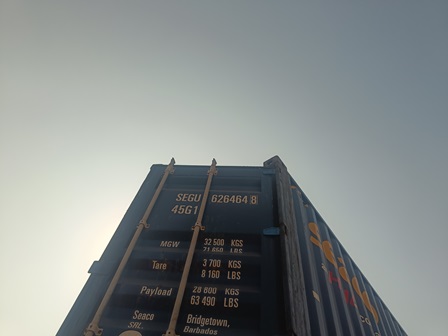 SEGU 626464 8
45G1
MGW 32 500 KGS
71 650 LBS
Tare 3 700 KGS
8 160 LBS
Payload 28 800 KGS
63 490 LBS
Seaco Bridgetown,
SRL. Barbados